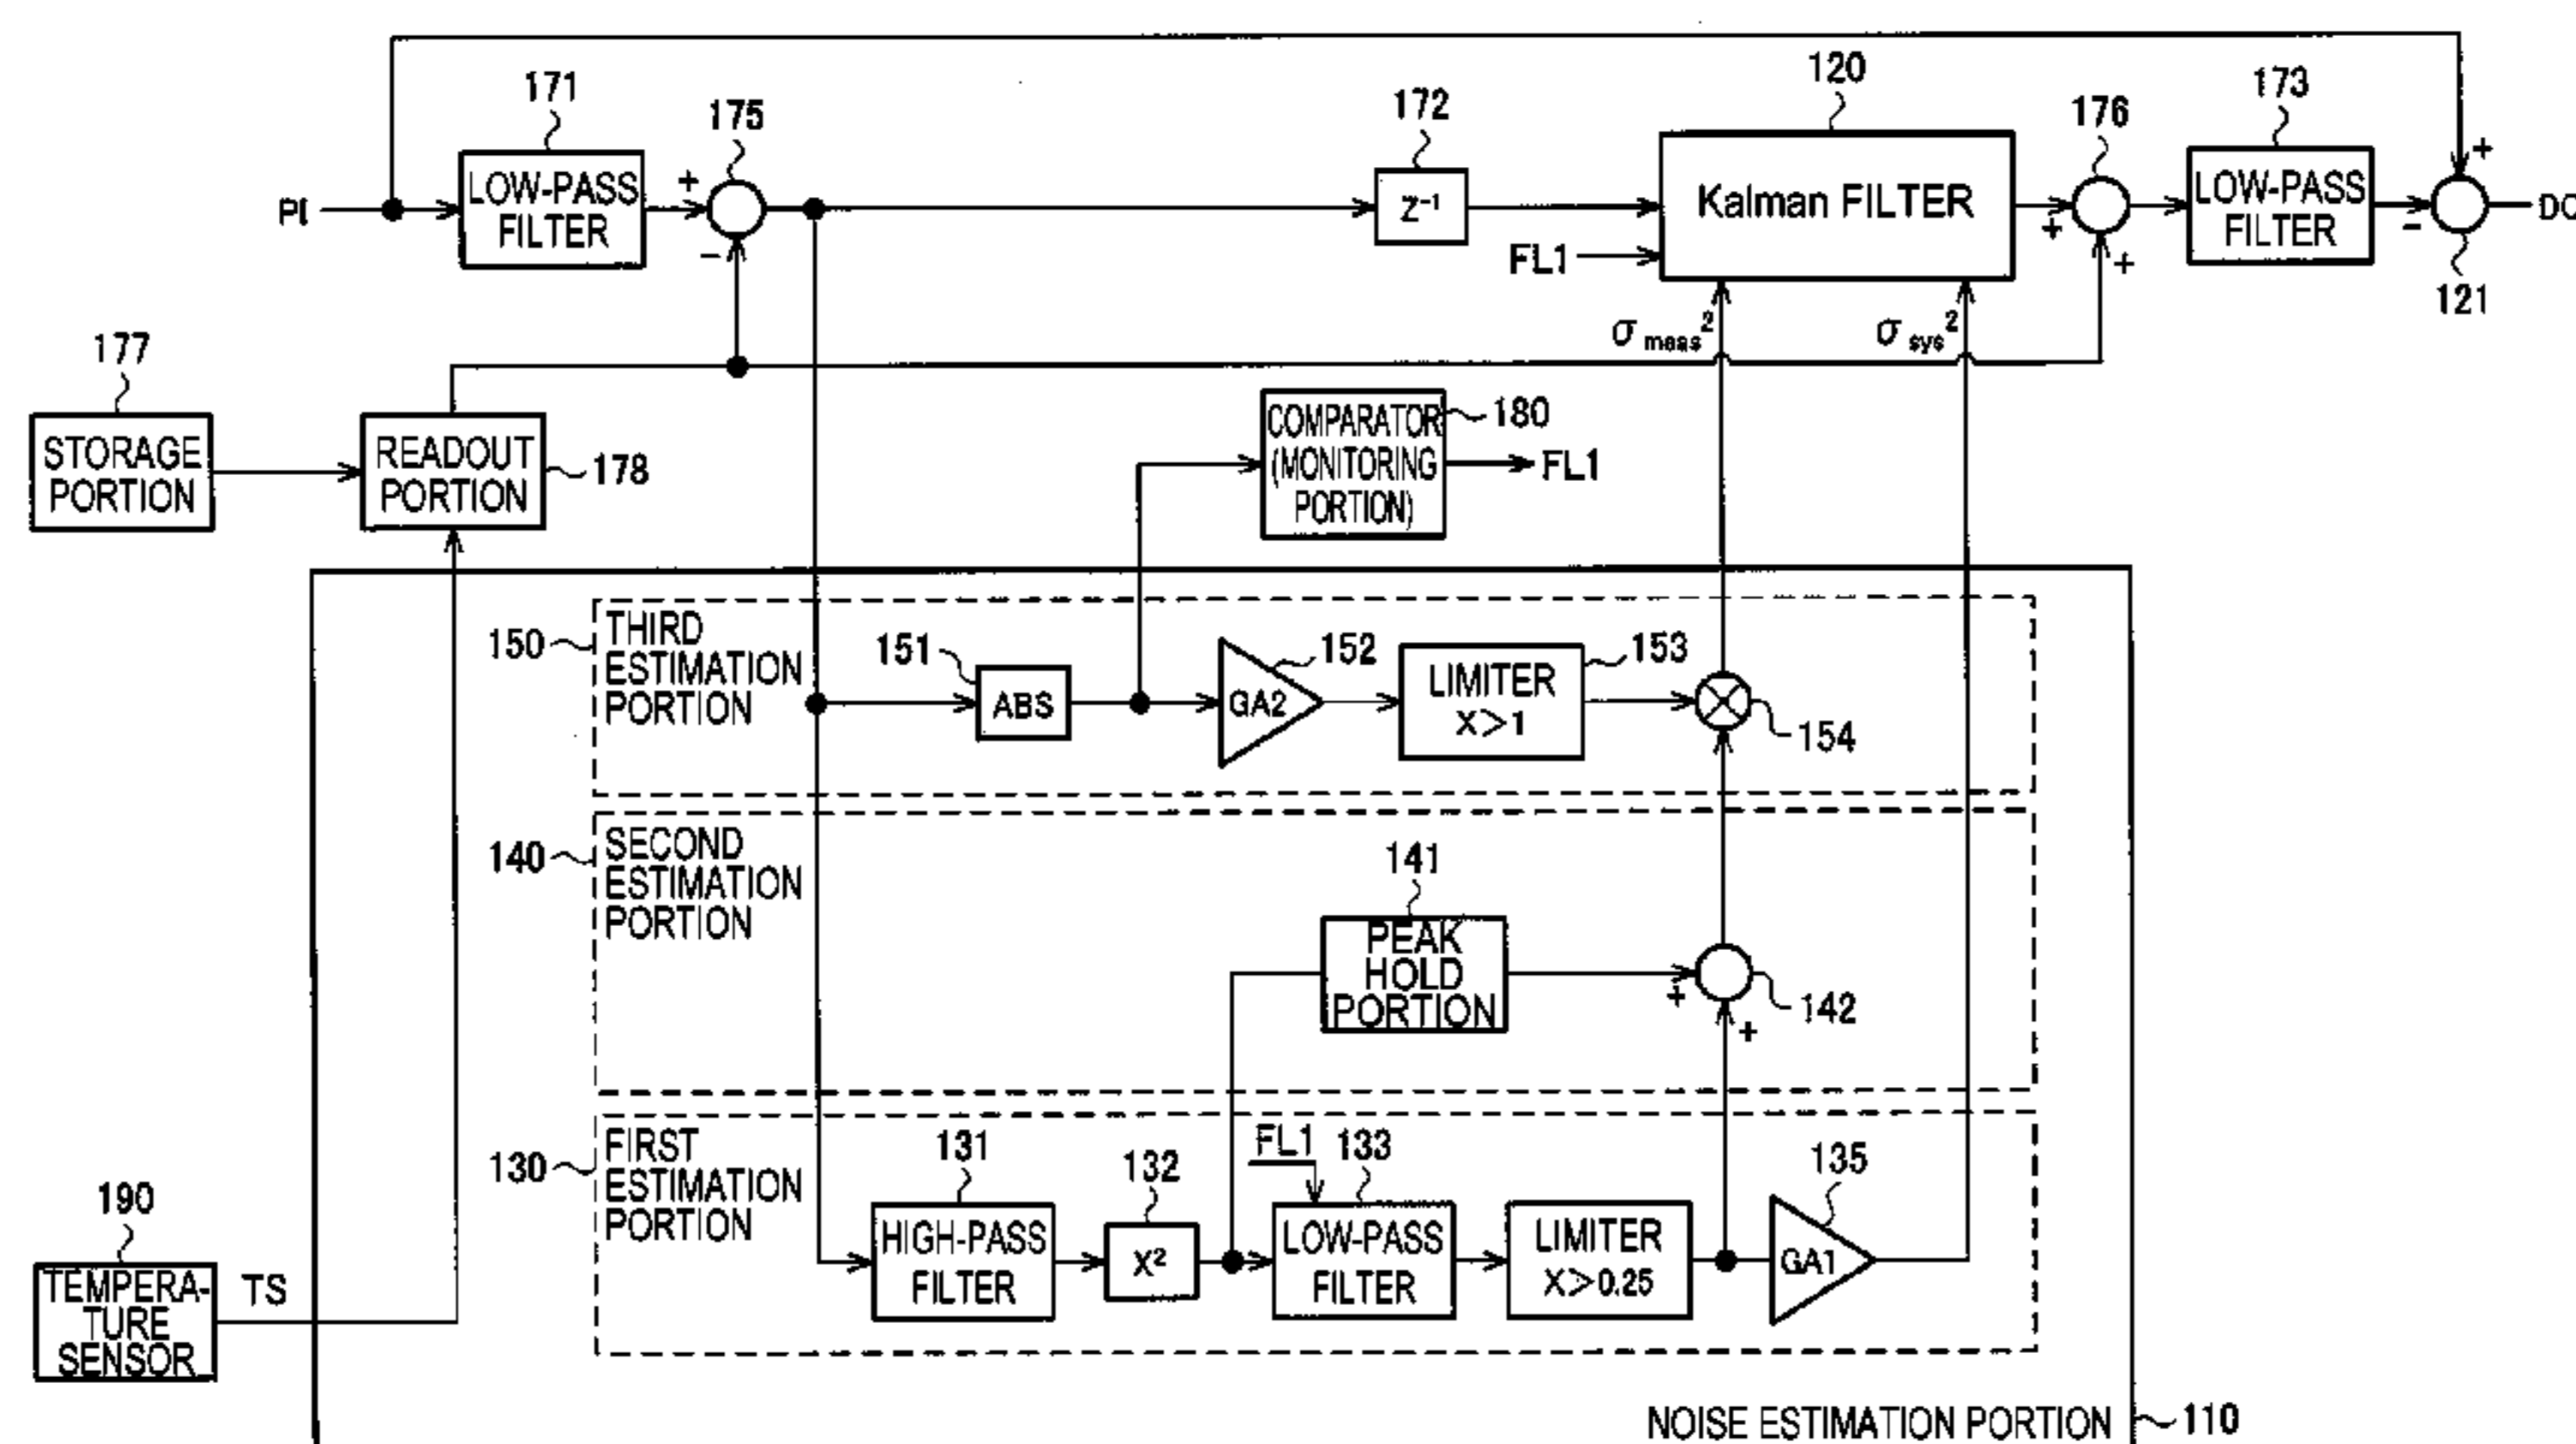 120
171
175
172
176
173
+
+
PI
LOW-PASS
FILTER
Z⁻¹
Kalman FILTER
LOW-PASS
FILTER
DQ
−
FL1
+
+
−
121
σ meas²
σ sys²
177
STORAGE
PORTION
READOUT
PORTION
178
COMPARATOR
(MONITORING
PORTION)
180
FL1
150
THIRD
ESTIMATION
PORTION
151
ABS
152
GA2
LIMITER
X>1
153
154
140
SECOND
ESTIMATION
PORTION
141
PEAK
HOLD
PORTION
+
142
+
130
FIRST
ESTIMATION
PORTION
131
HIGH-PASS
FILTER
132
X²
FL1
133
LOW-PASS
FILTER
LIMITER
X>0.25
135
GA1
190
TEMPERA-
TURE
SENSOR
TS
NOISE ESTIMATION PORTION
110